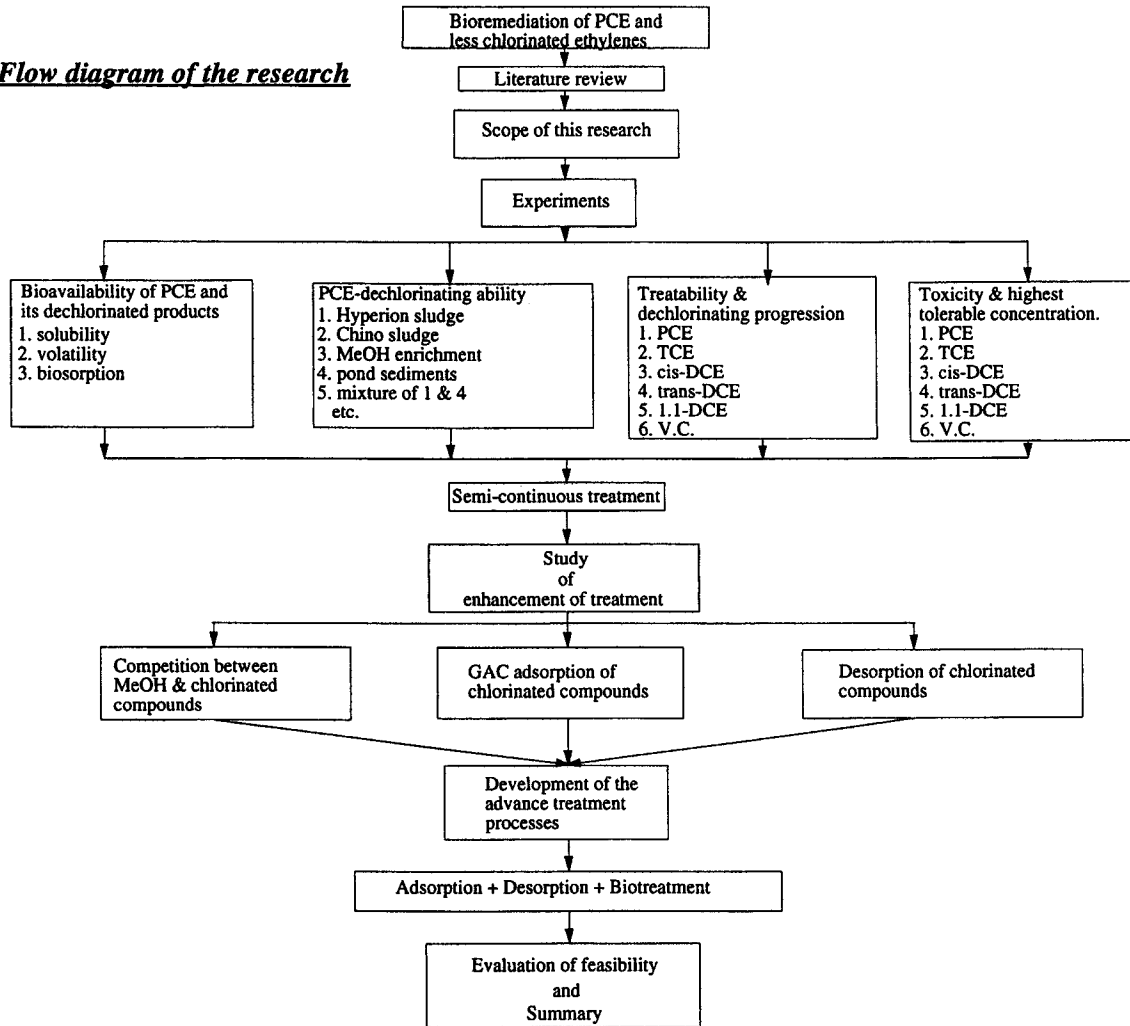 Bioremediation of PCE and
less chlorinated ethylenes
Flow diagram of the research
Literature review
Scope of this research
Experiments
Bioavailability of PCE and
its dechlorinated products
1. solubility
2. volatility
3. biosorption
PCE-dechlorinating ability
1. Hyperion sludge
2. Chino sludge
3. MeOH enrichment
4. pond sediments
5. mixture of 1 & 4
etc.
Treatability &
dechlorinating progression
1. PCE
2. TCE
3. cis-DCE
4. trans-DCE
5. 1.1-DCE
6. V.C.
Toxicity & highest
tolerable concentration.
1. PCE
2. TCE
3. cis-DCE
4. trans-DCE
5. 1.1-DCE
6. V.C.
Semi-continuous treatment
Study
of
enhancement of treatment
Competition between
MeOH & chlorinated
compounds
GAC adsorption of
chlorinated compounds
Desorption of chlorinated
compounds
Development of the
advance treatment
processes
Adsorption + Desorption + Biotreatment
Evaluation of feasibility
and
Summary